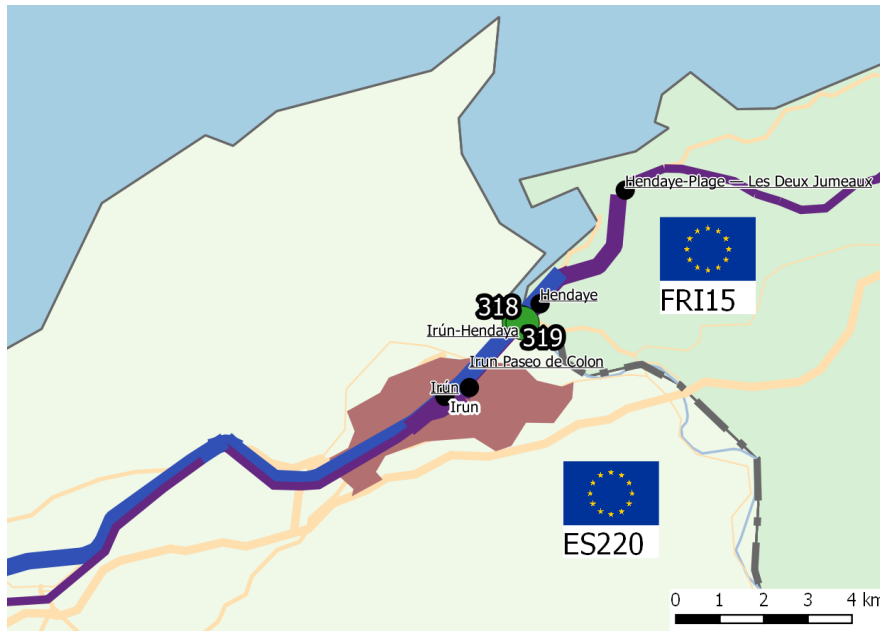 Hendaye-Plage — Les Deux Jumeaux
FRI15
318
Hendaye
319
Irún-Hendaya
Irun Paseo de Colon
Irún
Irun
ES220
0 1 2 3 4 km